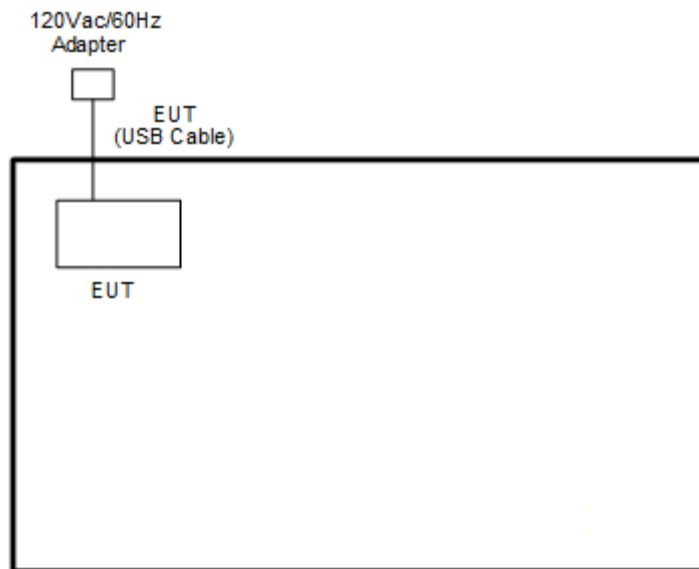 120Vac/60Hz
Adapter
EUT
(USB Cable)
EUT